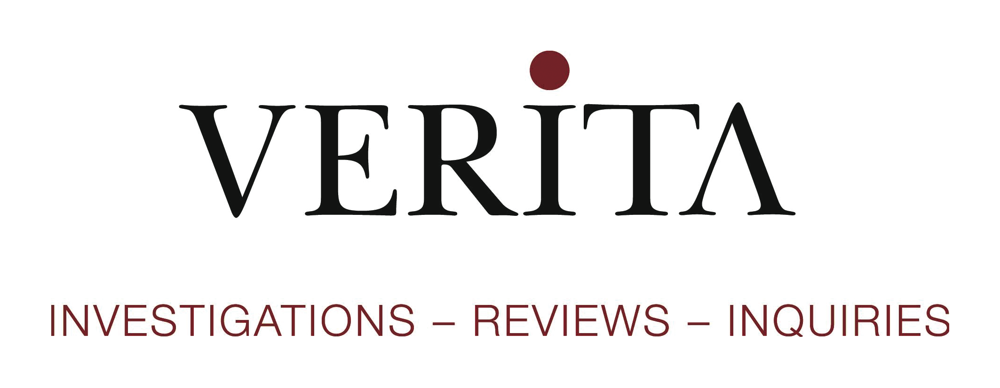 VERITA
INVESTIGATIONS – REVIEWS – INQUIRIES